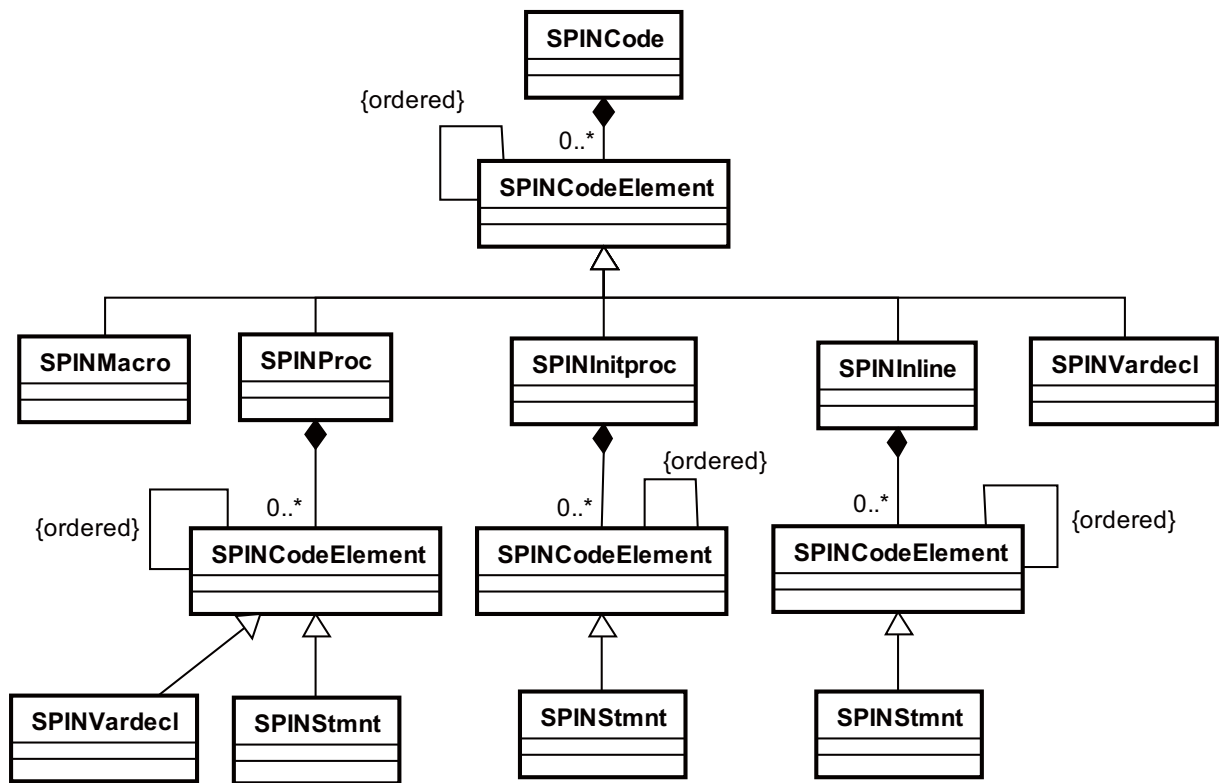 SPINCode
{ordered}
0..*
SPINCodeElement
SPINMacro
SPINProc
SPINInitproc
SPINInline
SPINVardecl
{ordered}
0..*
SPINCodeElement
{ordered}
0..*
SPINCodeElement
0..*
{ordered}
SPINCodeElement
SPINVardecl
SPINStmnt
SPINStmnt
SPINStmnt